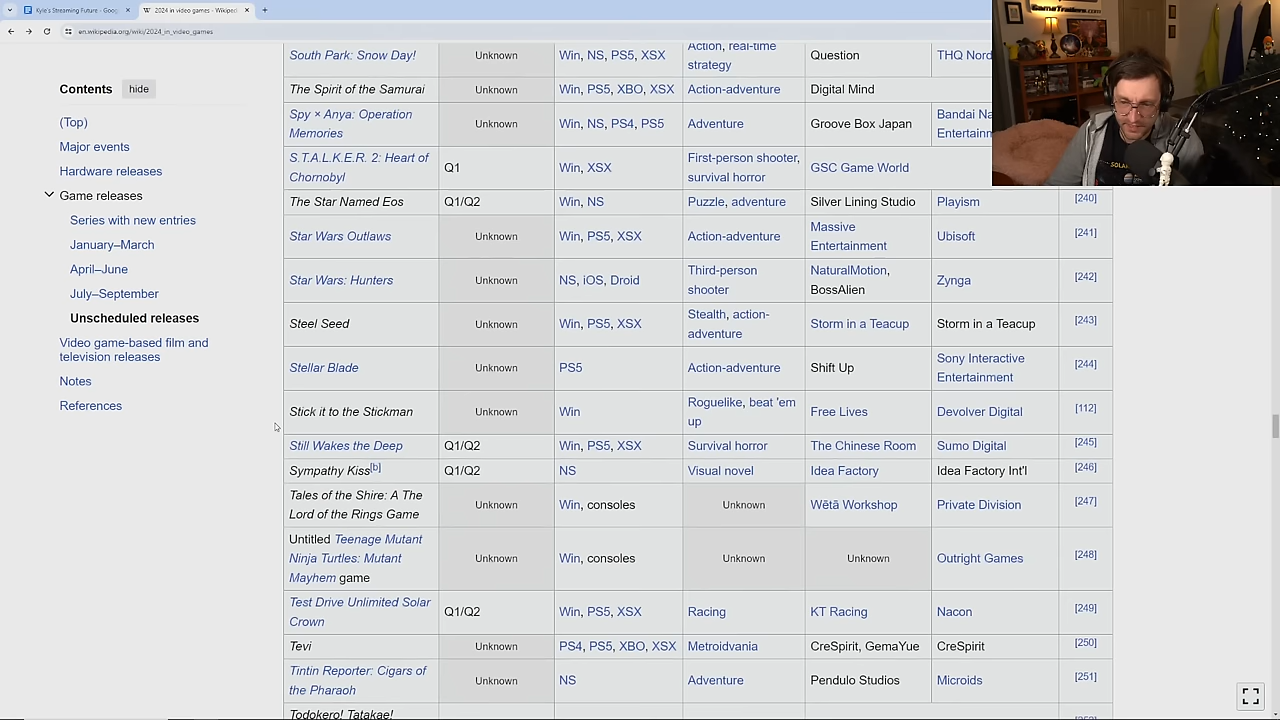 Kyle's Streaming Future - Goog
2024 in video games - Wikiped
en.wikipedia.org/wiki/2024_in_video_games
GameTrailers
SOLAR
Contents
hide
(Top)
Major events
Hardware releases
Game releases
Series with new entries
January–March
April–June
July–September
Unscheduled releases
Video game-based film and
television releases
Notes
References
South Park: Snow Day! Unknown Win, NS, PS5, XSX Action, real-time
strategy Question THQ Nord
The Spirit of the Samurai Unknown Win, PS5, XBO, XSX Action-adventure Digital Mind
Spy × Anya: Operation
Memories Unknown Win, NS, PS4, PS5 Adventure Groove Box Japan Bandai Na
Entertainm
S.T.A.L.K.E.R. 2: Heart of
Chornobyl Q1 Win, XSX First-person shooter,
survival horror GSC Game World
The Star Named Eos Q1/Q2 Win, NS Puzzle, adventure Silver Lining Studio Playism [240]
Star Wars Outlaws Unknown Win, PS5, XSX Action-adventure Massive
Entertainment Ubisoft [241]
Star Wars: Hunters Unknown NS, iOS, Droid Third-person
shooter NaturalMotion,
BossAlien Zynga [242]
Steel Seed Unknown Win, PS5, XSX Stealth, action-
adventure Storm in a Teacup Storm in a Teacup [243]
Stellar Blade Unknown PS5 Action-adventure Shift Up Sony Interactive
Entertainment [244]
Stick it to the Stickman Unknown Win Roguelike, beat 'em
up Free Lives Devolver Digital [112]
Still Wakes the Deep Q1/Q2 Win, PS5, XSX Survival horror The Chinese Room Sumo Digital [245]
Sympathy Kiss[b] Q1/Q2 NS Visual novel Idea Factory Idea Factory Int'l [246]
Tales of the Shire: A The
Lord of the Rings Game Unknown Win, consoles Unknown Wētā Workshop Private Division [247]
Untitled Teenage Mutant
Ninja Turtles: Mutant
Mayhem game Unknown Win, consoles Unknown Unknown Outright Games [248]
Test Drive Unlimited Solar
Crown Q1/Q2 Win, PS5, XSX Racing KT Racing Nacon [249]
Tevi Unknown PS4, PS5, XBO, XSX Metroidvania CreSpirit, GemaYue CreSpirit [250]
Tintin Reporter: Cigars of
the Pharaoh Unknown NS Adventure Pendulo Studios Microids [251]
Todokero! Tatakae!